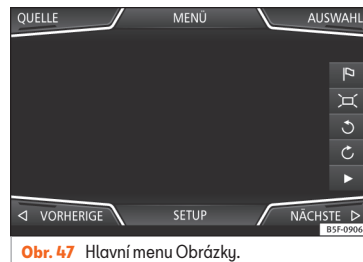 QUELLE MENÜ AUSWAHL
◁ VORHERIGE SETUP NÄCHSTE ▷
B5F-0906
Obr. 47 Hlavní menu Obrázky.